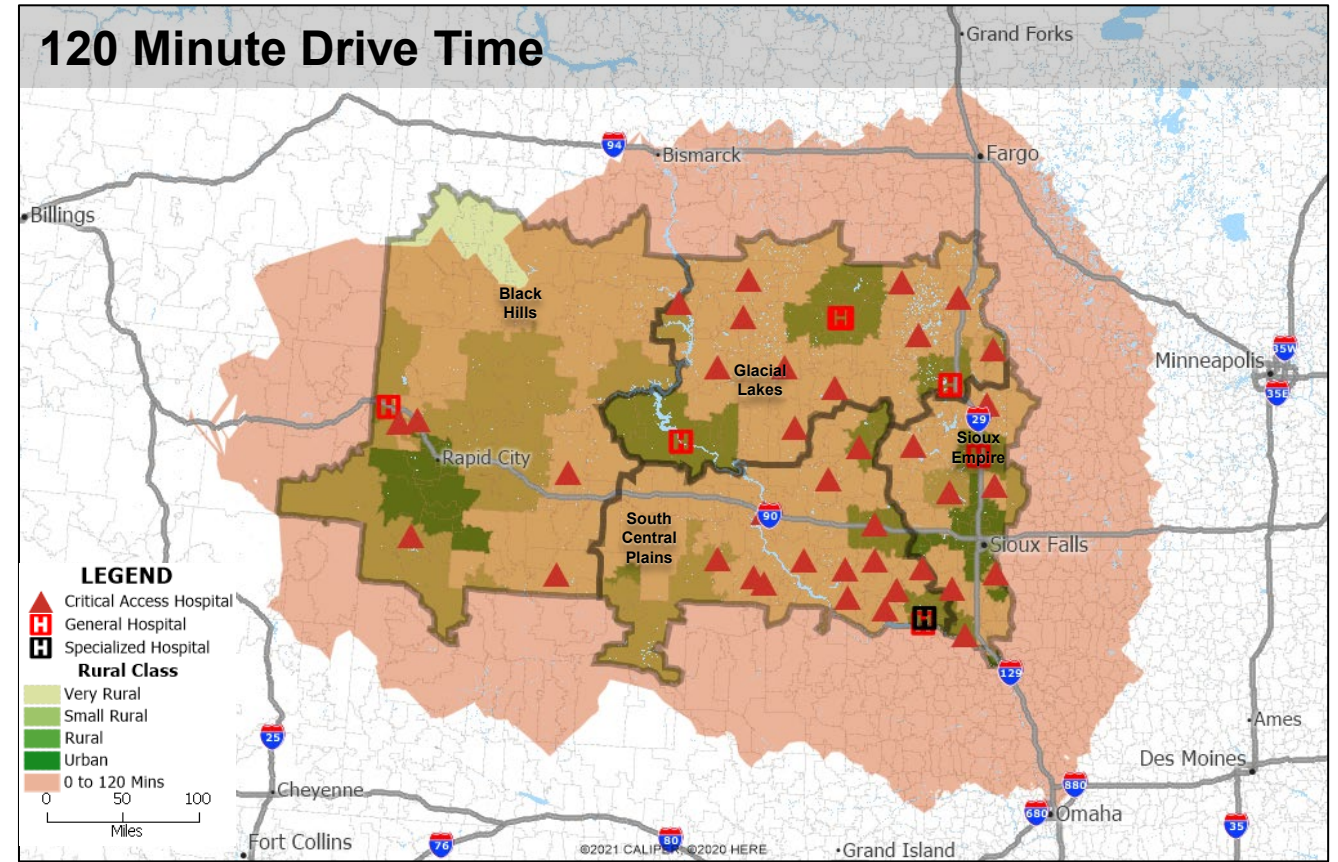 120 Minute Drive Time
Grand Forks
94
Bismarck
Fargo
Billings
Black
Hills
35W
Minneapolis
35E
Glacial
Lakes
H
H
H
29
Sioux
Empire
H
H
Rapid City
South
Central
Plains
90
Sioux Falls
LEGEND
Critical Access Hospital
H General Hospital
H Specialized Hospital
Rural Class
Very Rural
Small Rural
Rural
Urban
0 to 120 Mins
0 50 100
Miles
H
129
25
Ames
Des Moines
Cheyenne
880
680
Omaha
35
Fort Collins
76
80
©2021 CALIPER, ©2020 HERE
Grand Island